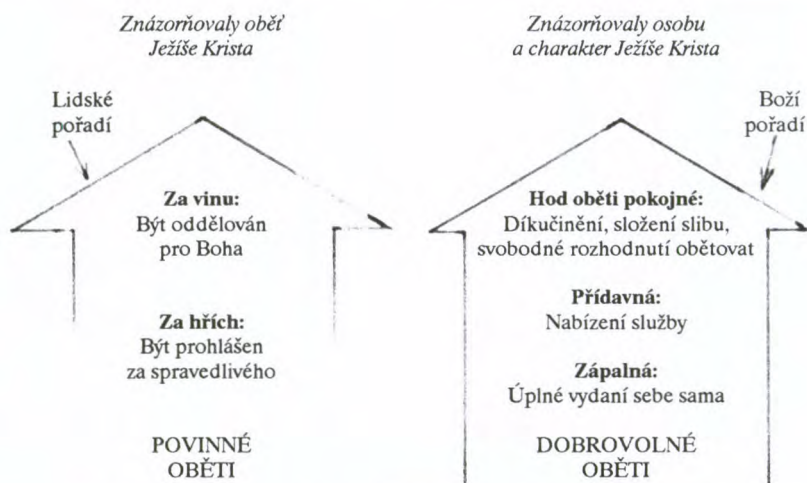 Znázorňovaly oběť
Ježíše Krista
Lidské
pořadí
Za vinu:
Být oddělován
pro Boha
Za hřích:
Být prohlášen
za spravedlivého
POVINNÉ
OBĚTI
Znázorňovaly osobu
a charakter Ježíše Krista
Boží
pořadí
Hod oběti pokojné:
Díkučinění, složení slibu,
svobodné rozhodnutí obětovat
Přídavná:
Nabízení služby
Zápalná:
Úplné vydaní sebe sama
DOBROVOLNÉ
OBĚTI